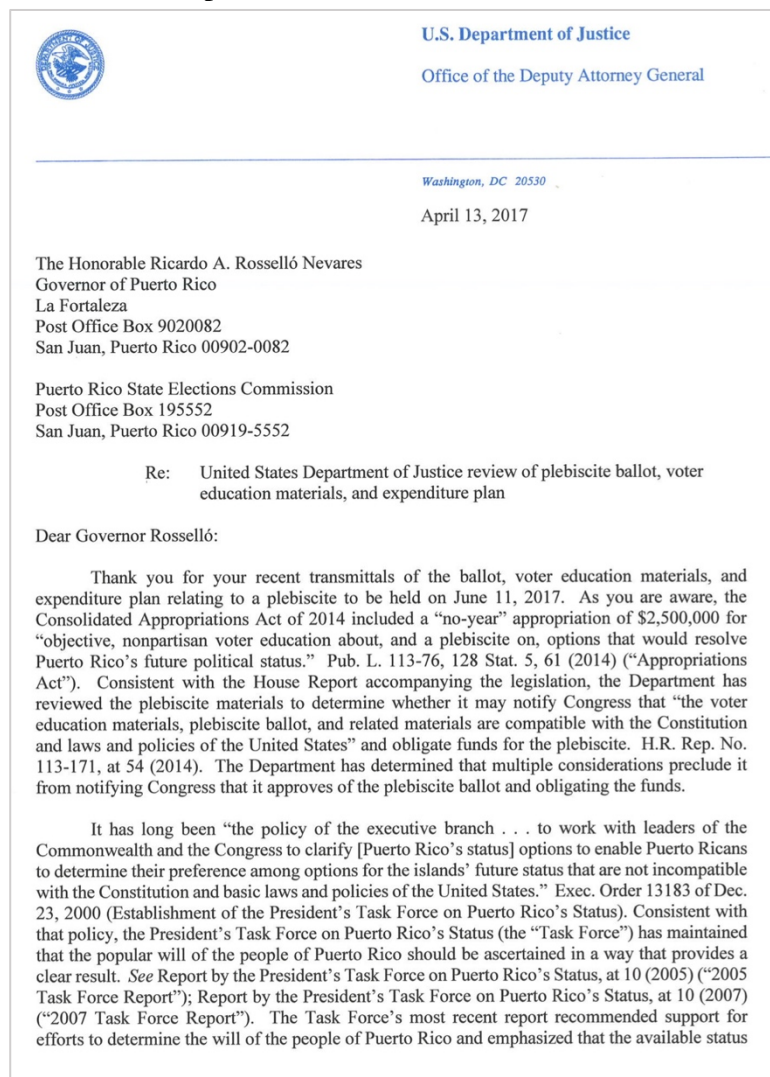 U.S. Department of Justice
Office of the Deputy Attorney General
Washington, DC 20530
April 13, 2017
The Honorable Ricardo A. Rosselló Nevares
Governor of Puerto Rico
La Fortaleza
Post Office Box 9020082
San Juan, Puerto Rico 00902-0082
Puerto Rico State Elections Commission
Post Office Box 195552
San Juan, Puerto Rico 00919-5552
Re: United States Department of Justice review of plebiscite ballot, voter
education materials, and expenditure plan
Dear Governor Rosselló:
Thank you for your recent transmittals of the ballot, voter education materials, and
expenditure plan relating to a plebiscite to be held on June 11, 2017. As you are aware, the
Consolidated Appropriations Act of 2014 included a “no-year” appropriation of $2,500,000 for
“objective, nonpartisan voter education about, and a plebiscite on, options that would resolve
Puerto Rico’s future political status.” Pub. L. 113-76, 128 Stat. 5, 61 (2014) (“Appropriations
Act”). Consistent with the House Report accompanying the legislation, the Department has
reviewed the plebiscite materials to determine whether it may notify Congress that “the voter
education materials, plebiscite ballot, and related materials are compatible with the Constitution
and laws and policies of the United States” and obligate funds for the plebiscite. H.R. Rep. No.
113-171, at 54 (2014). The Department has determined that multiple considerations preclude it
from notifying Congress that it approves of the plebiscite ballot and obligating the funds.
It has long been “the policy of the executive branch . . . to work with leaders of the
Commonwealth and the Congress to clarify [Puerto Rico’s status] options to enable Puerto Ricans
to determine their preference among options for the islands’ future status that are not incompatible
with the Constitution and basic laws and policies of the United States.” Exec. Order 13183 of Dec.
23, 2000 (Establishment of the President’s Task Force on Puerto Rico’s Status). Consistent with
that policy, the President’s Task Force on Puerto Rico’s Status (the “Task Force”) has maintained
that the popular will of the people of Puerto Rico should be ascertained in a way that provides a
clear result. See Report by the President’s Task Force on Puerto Rico’s Status, at 10 (2005) (“2005
Task Force Report”); Report by the President’s Task Force on Puerto Rico’s Status, at 10 (2007)
(“2007 Task Force Report”). The Task Force’s most recent report recommended support for
efforts to determine the will of the people of Puerto Rico and emphasized that the available status